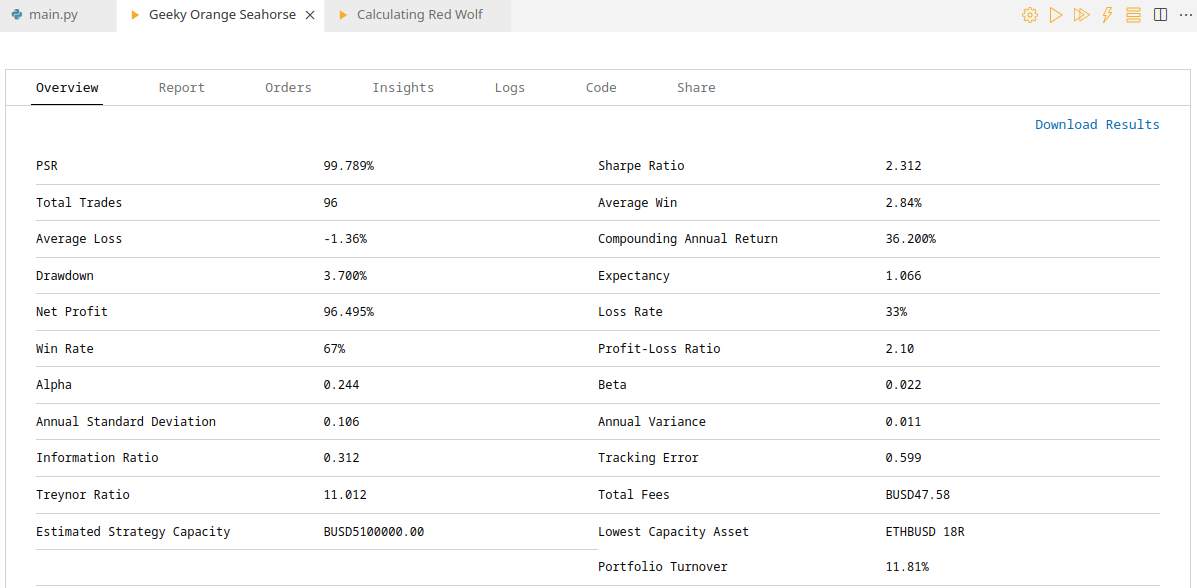 main.py Geeky Orange Seahorse Calculating Red Wolf
Overview Report Orders Insights Logs Code Share
Download Results
PSR 99.789% Sharpe Ratio 2.312
Total Trades 96 Average Win 2.84%
Average Loss -1.36% Compounding Annual Return 36.200%
Drawdown 3.700% Expectancy 1.066
Net Profit 96.495% Loss Rate 33%
Win Rate 67% Profit-Loss Ratio 2.10
Alpha 0.244 Beta 0.022
Annual Standard Deviation 0.106 Annual Variance 0.011
Information Ratio 0.312 Tracking Error 0.599
Treynor Ratio 11.012 Total Fees BUSD47.58
Estimated Strategy Capacity BUSD5100000.00 Lowest Capacity Asset ETHBUSD 18R
Portfolio Turnover 11.81%